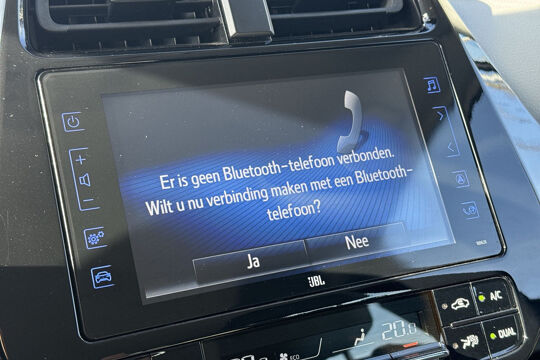 Er is geen Bluetooth-telefoon verbonden.
Wilt u nu verbinding maken met een Bluetooth-
telefoon?
Ja
Nee
JBL
A/C
DUAL
20.0
ECO